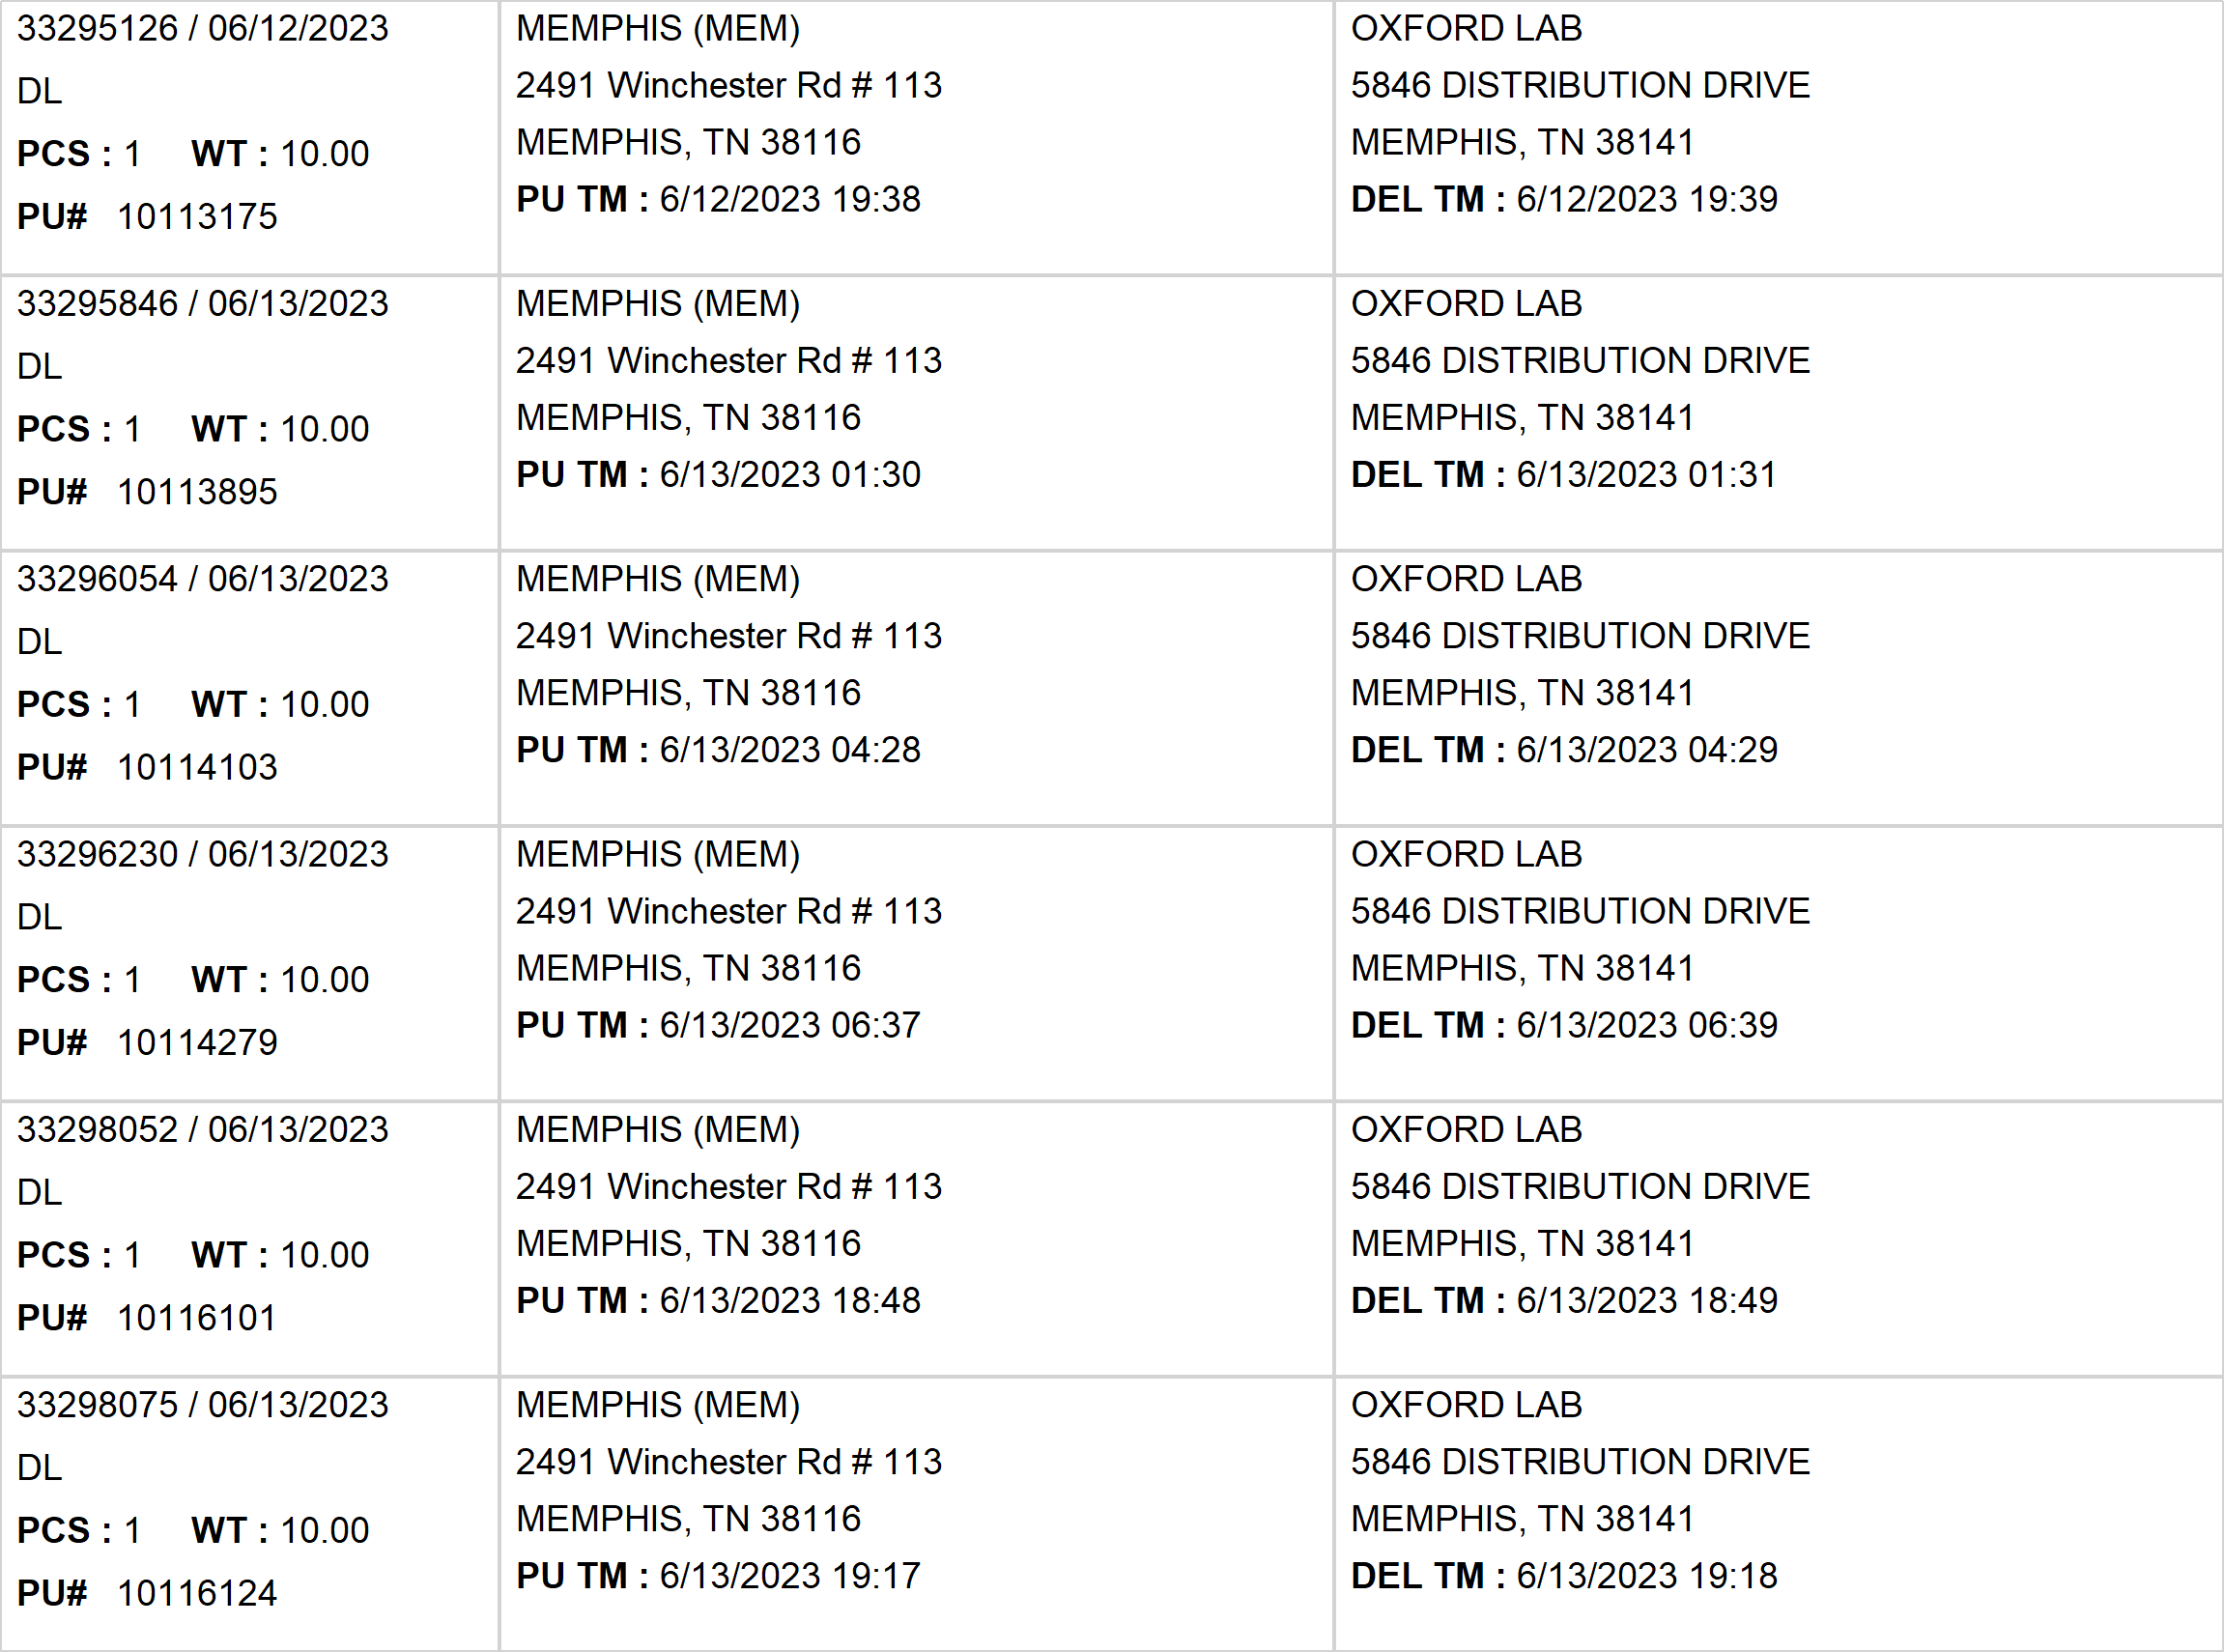 33295126 / 06/12/2023
DL
PCS : 1 WT : 10.00
PU# 10113175
MEMPHIS (MEM)
2491 Winchester Rd # 113
MEMPHIS, TN 38116
PU TM : 6/12/2023 19:38
OXFORD LAB
5846 DISTRIBUTION DRIVE
MEMPHIS, TN 38141
DEL TM : 6/12/2023 19:39
33295846 / 06/13/2023
DL
PCS : 1 WT : 10.00
PU# 10113895
MEMPHIS (MEM)
2491 Winchester Rd # 113
MEMPHIS, TN 38116
PU TM : 6/13/2023 01:30
OXFORD LAB
5846 DISTRIBUTION DRIVE
MEMPHIS, TN 38141
DEL TM : 6/13/2023 01:31
33296054 / 06/13/2023
DL
PCS : 1 WT : 10.00
PU# 10114103
MEMPHIS (MEM)
2491 Winchester Rd # 113
MEMPHIS, TN 38116
PU TM : 6/13/2023 04:28
OXFORD LAB
5846 DISTRIBUTION DRIVE
MEMPHIS, TN 38141
DEL TM : 6/13/2023 04:29
33296230 / 06/13/2023
DL
PCS : 1 WT : 10.00
PU# 10114279
MEMPHIS (MEM)
2491 Winchester Rd # 113
MEMPHIS, TN 38116
PU TM : 6/13/2023 06:37
OXFORD LAB
5846 DISTRIBUTION DRIVE
MEMPHIS, TN 38141
DEL TM : 6/13/2023 06:39
33298052 / 06/13/2023
DL
PCS : 1 WT : 10.00
PU# 10116101
MEMPHIS (MEM)
2491 Winchester Rd # 113
MEMPHIS, TN 38116
PU TM : 6/13/2023 18:48
OXFORD LAB
5846 DISTRIBUTION DRIVE
MEMPHIS, TN 38141
DEL TM : 6/13/2023 18:49
33298075 / 06/13/2023
DL
PCS : 1 WT : 10.00
PU# 10116124
MEMPHIS (MEM)
2491 Winchester Rd # 113
MEMPHIS, TN 38116
PU TM : 6/13/2023 19:17
OXFORD LAB
5846 DISTRIBUTION DRIVE
MEMPHIS, TN 38141
DEL TM : 6/13/2023 19:18